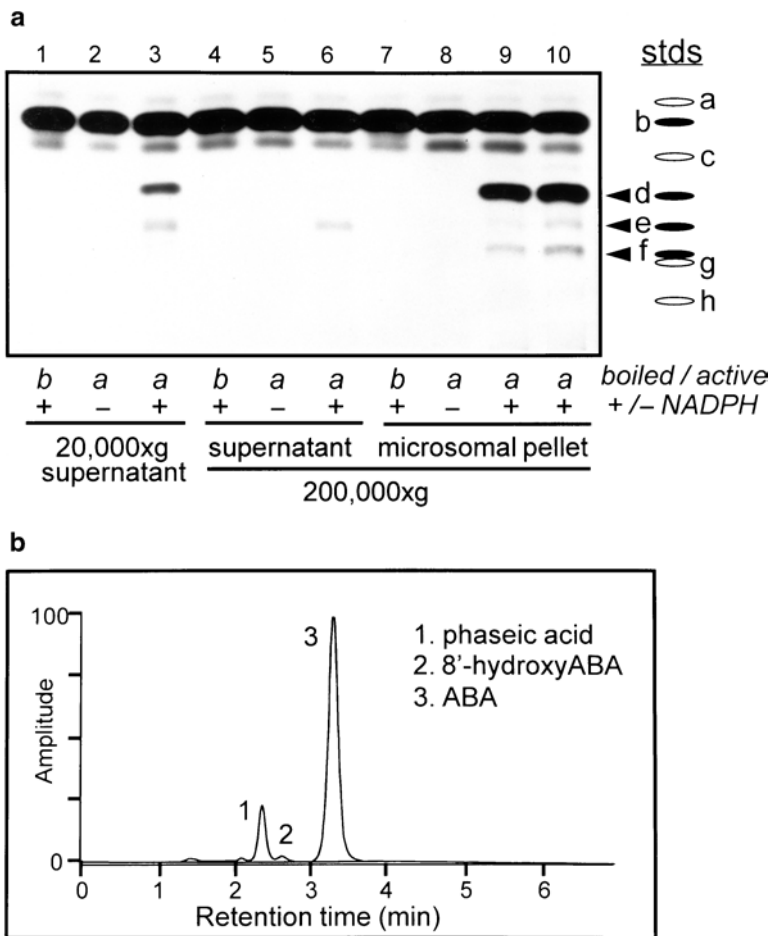 a
1 2 3 4 5 6 7 8 9 10 stds
a
b
c
d
e
f
g
h
b a a b a a b a a a boiled / active
+ – + + – + + – + + + /– NADPH
20,000xg supernatant microsomal pellet
supernatant
200,000xg
b
100
3
1. phaseic acid
2. 8'-hydroxyABA
3. ABA
Amplitude
1
2
0
0 1 2 3 4 5 6
Retention time (min)